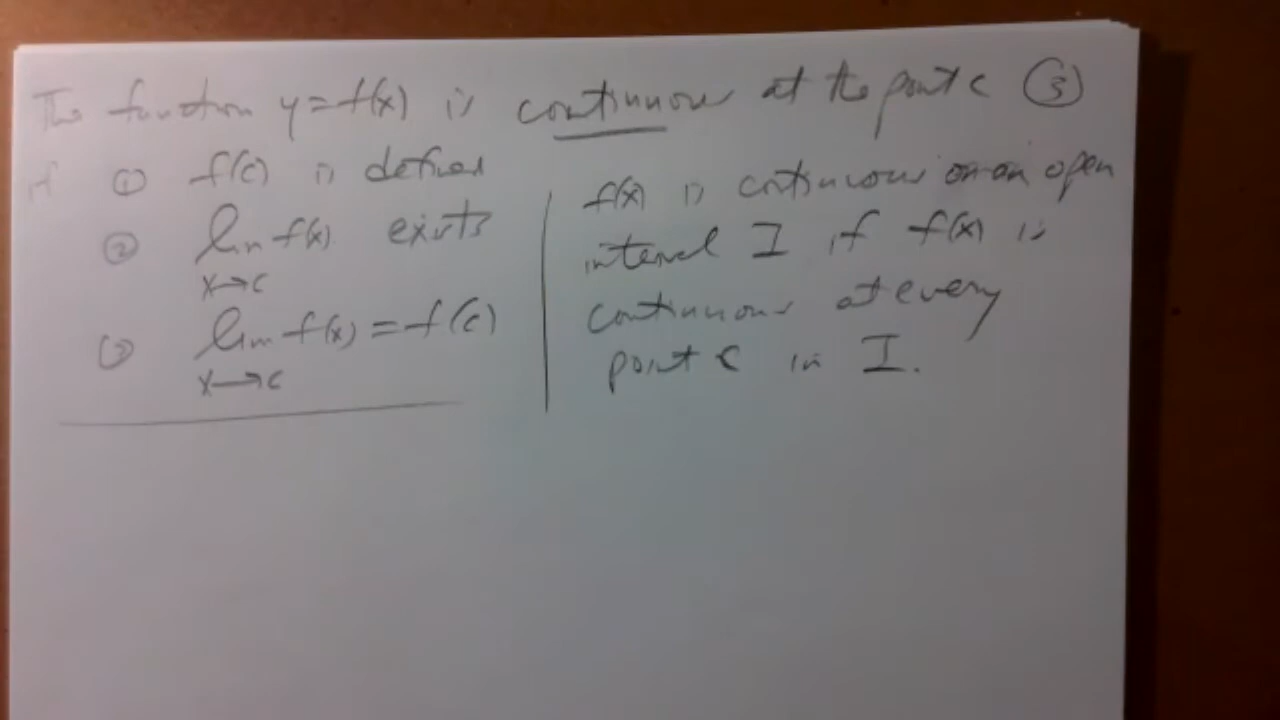 The function y=f(x) is continuous at the point c ③
if ① f(c) is defined
② lim f(x) exists
x→c
③ lim f(x) = f(c)
x→c
f(x) is continuous on an open
interval I if f(x) is
continuous at every
point c in I.